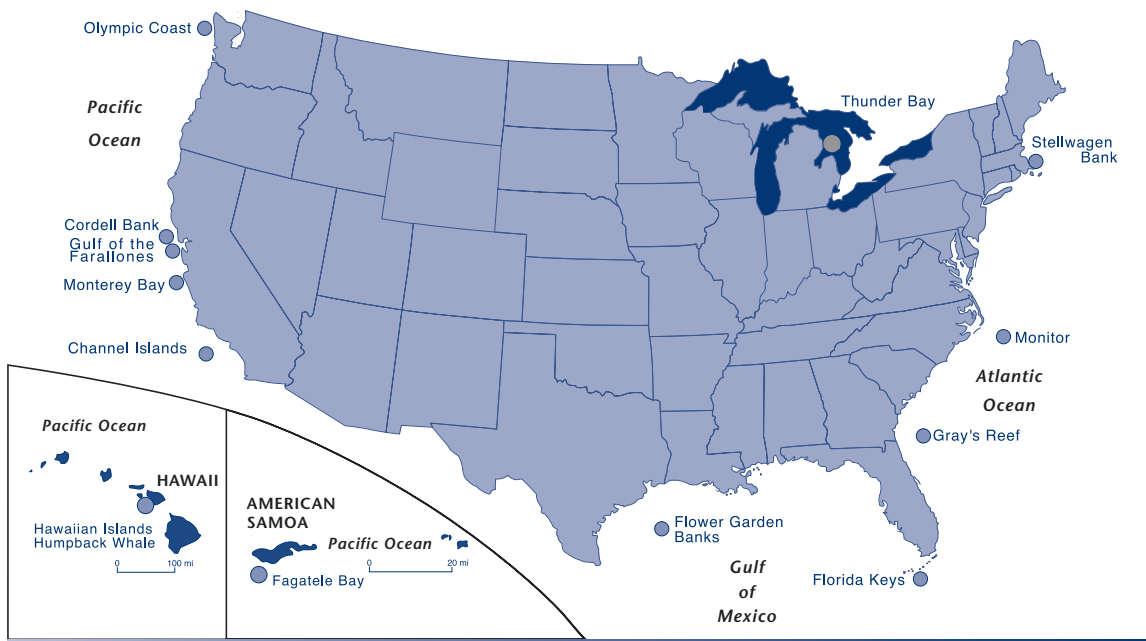 Olympic Coast
Pacific
Ocean
Thunder Bay
Stellwagen
Bank
Cordell Bank
Gulf of the
Farallones
Monterey Bay
Channel Islands
Monitor
Atlantic
Ocean
Gray's Reef
Pacific Ocean
HAWAII
Hawaiian Islands
Humpback Whale
0
100 mi
AMERICAN
SAMOA
Pacific Ocean
0
20 mi
Fagatele Bay
Flower Garden
Banks
Gulf
of
Mexico
Florida Keys